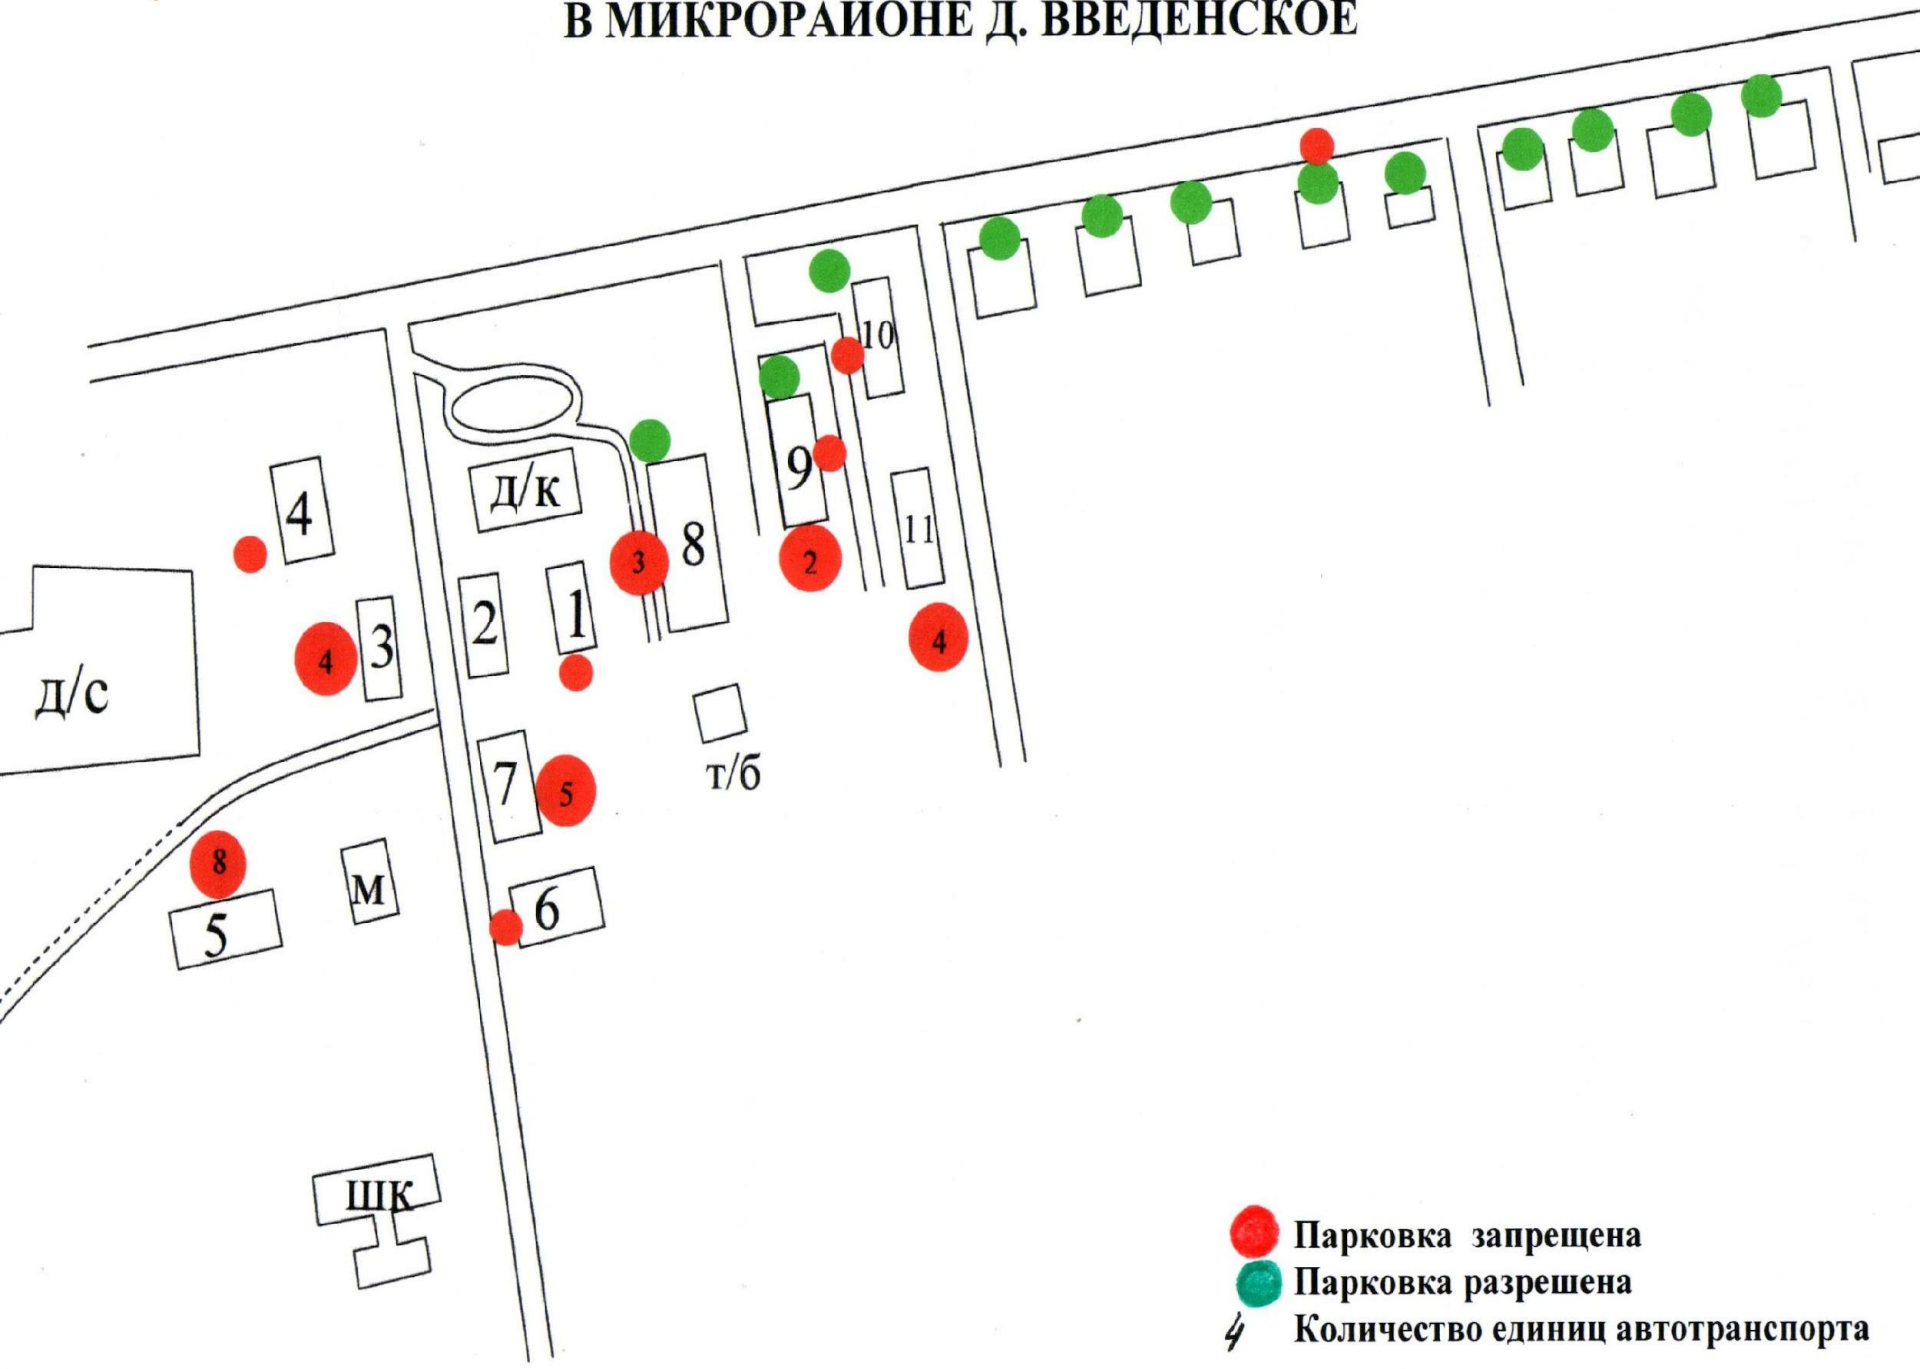 В МИКРОРАЙОНЕ Д. ВВЕДЕНСКОЕ
10
9
4
д/к
8
11
3
2
2
1
3
4
4
д/с
7
5
т/б
8
М
6
5
ШК
Парковка запрещена
Парковка разрешена
4 Количество единиц автотранспорта